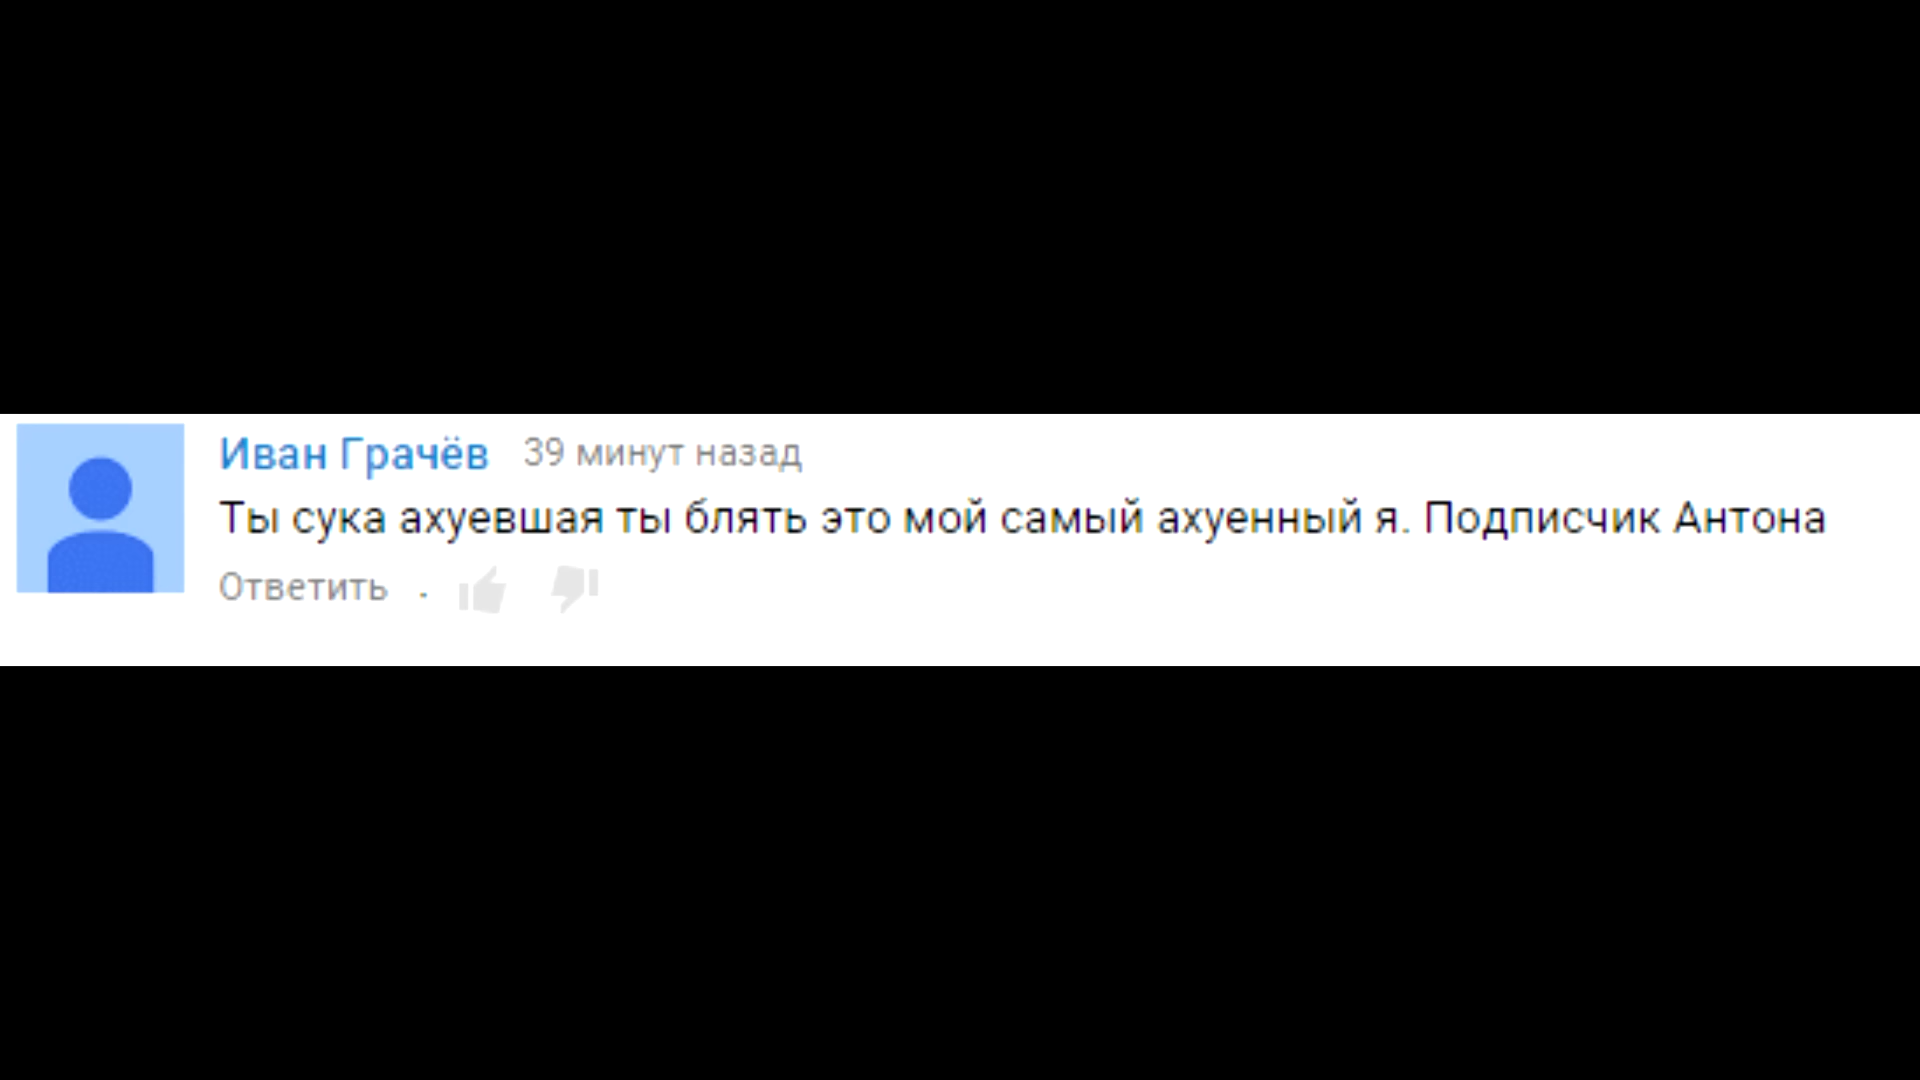 Иван Грачёв 39 минут назад
Ты сука ахуевшая ты блять это мой самый ахуенный я. Подписчик Антона
Ответить .